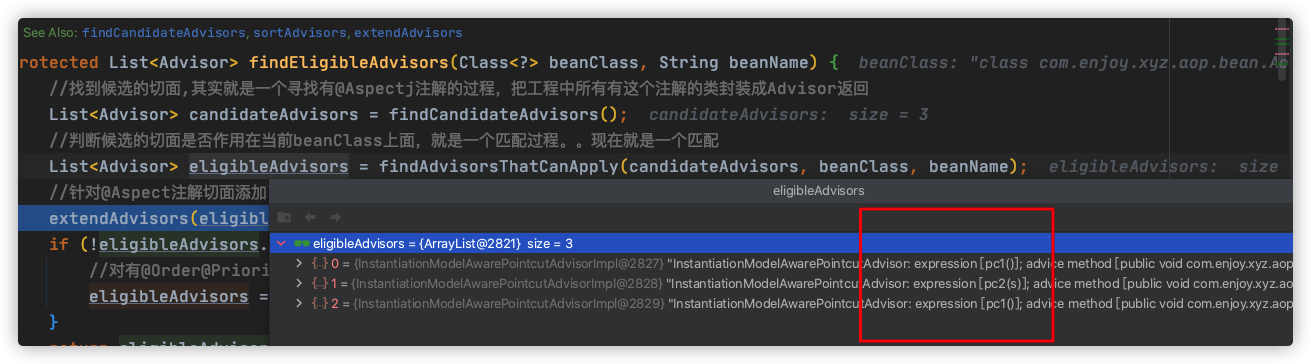 See Also: findCandidateAdvisors, sortAdvisors, extendAdvisors
rotected List<Advisor> findEligibleAdvisors(Class<?> beanClass, String beanName) { beanClass: "class com.enjoy.xyz.aop.bean.Ao
//找到候选的切面,其实就是一个寻找有@Aspectj注解的过程，把工程中所有有这个注解的类封装成Advisor返回
List<Advisor> candidateAdvisors = findCandidateAdvisors(); candidateAdvisors: size = 3
//判断候选的切面是否作用在当前beanClass上面，就是一个匹配过程。。现在就是一个匹配
List<Advisor> eligibleAdvisors = findAdvisorsThatCanApply(candidateAdvisors, beanClass, beanName); eligibleAdvisors: size
//针对@Aspect注解切面添加
eligibleAdvisors
extendAdvisors(eligibl
if (!eligibleAdvisors.
eligibleAdvisors = {ArrayList@2821} size = 3
//对有@Order@Priori
0 = {InstantiationModelAwarePointcutAdvisorImpl@2827} "InstantiationModelAwarePointcutAdvisor: expression [pc1()]; advice method [public void com.enjoy.xyz.aop
eligibleAdvisors =
1 = {InstantiationModelAwarePointcutAdvisorImpl@2828} "InstantiationModelAwarePointcutAdvisor: expression [pc2(s)]; advice method [public void com.enjoy.xyz.aop
2 = {InstantiationModelAwarePointcutAdvisorImpl@2829} "InstantiationModelAwarePointcutAdvisor: expression [pc1()]; advice method [public void com.enjoy.xyz.aop
}